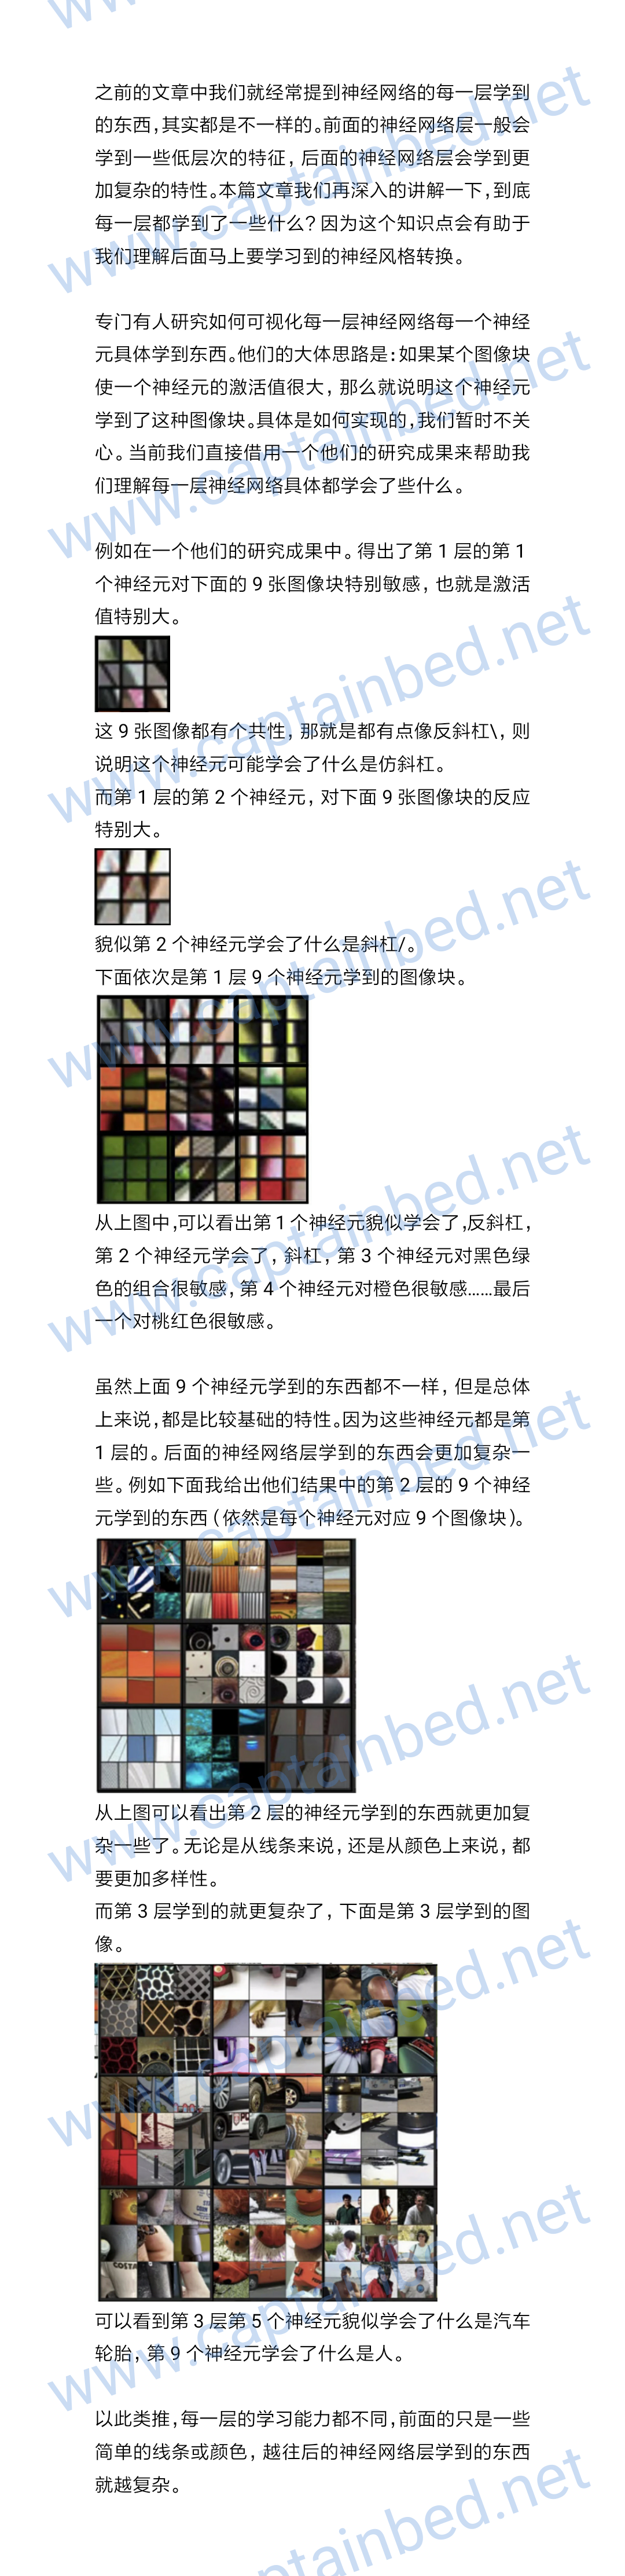 之前的文章中我们就经常提到神经网络的每一层学到
的东西,其实都是不一样的。前面的神经网络层一般会
学到一些低层次的特征，后面的神经网络层会学到更
加复杂的特性。本篇文章我们再深入的讲解一下,到底
每一层都学到了一些什么？因为这个知识点会有助于
我们理解后面马上要学习到的神经风格转换。
专门有人研究如何可视化每一层神经网络每一个神经
元具体学到东西。他们的大体思路是:如果某个图像块
使一个神经元的激活值很大，那么就说明这个神经元
学到了这种图像块。具体是如何实现的,我们暂时不关
心。当前我们直接借用一个他们的研究成果来帮助我
们理解每一层神经网络具体都学会了些什么。
例如在一个他们的研究成果中。得出了第 1 层的第 1
个神经元对下面的 9 张图像块特别敏感，也就是激活
值特别大。
这 9 张图像都有个共性，那就是都有点像反斜杠\，则
说明这个神经元可能学会了什么是仿斜杠。
而第 1 层的第 2 个神经元，对下面 9 张图像块的反应
特别大。
貌似第 2 个神经元学会了什么是斜杠/。
下面依次是第 1 层 9 个神经元学到的图像块。
从上图中,可以看出第 1 个神经元貌似学会了,反斜杠,
第 2 个神经元学会了，斜杠，第 3 个神经元对黑色绿
色的组合很敏感,第 4 个神经元对橙色很敏感……最后
一个对桃红色很敏感。
虽然上面 9 个神经元学到的东西都不一样，但是总体
上来说,都是比较基础的特性。因为这些神经元都是第
1 层的。后面的神经网络层学到的东西会更加复杂一
些。例如下面我给出他们结果中的第 2 层的 9 个神经
元学到的东西（依然是每个神经元对应 9 个图像块）。
从上图可以看出第 2 层的神经元学到的东西就更加复
杂一些了。无论是从线条来说，还是从颜色上来说，都
要更加多样性。
而第 3 层学到的就更复杂了，下面是第 3 层学到的图
像。
COSTA
可以看到第 3 层第 5 个神经元貌似学会了什么是汽车
轮胎，第 9 个神经元学会了什么是人。
以此类推,每一层的学习能力都不同,前面的只是一些
简单的线条或颜色，越往后的神经网络层学到的东西
就越复杂。
www.captainbed.net
www.captainbed.net
www.captainbed.net
www.captainbed.net
www.captainbed.net
www.captainbed.net
www.captainbed.net
www.captainbed.net
www.captainbed.net
captainbed.net